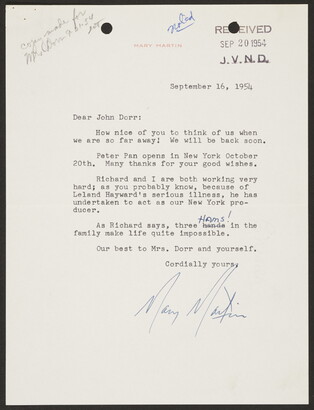 copy made for
Noted
MARY MARTIN
RECEIVED
SEP 20 1954
J.V.N.D.
September 16, 1954
Dear John Dorr:
How nice of you to think of us when
we are so far away! We will be back soon.
Peter Pan opens in New York October
20th. Many thanks for your good wishes.
Richard and I are both working very
hard; as you probably know, because of
Leland Hayward's serious illness, he has
undertaken to act as our New York pro-
ducer.
Hams!
As Richard says, three hands in the
family make life quite impossible.
Our best to Mrs. Dorr and yourself.
Cordially yours,
Mary Martin